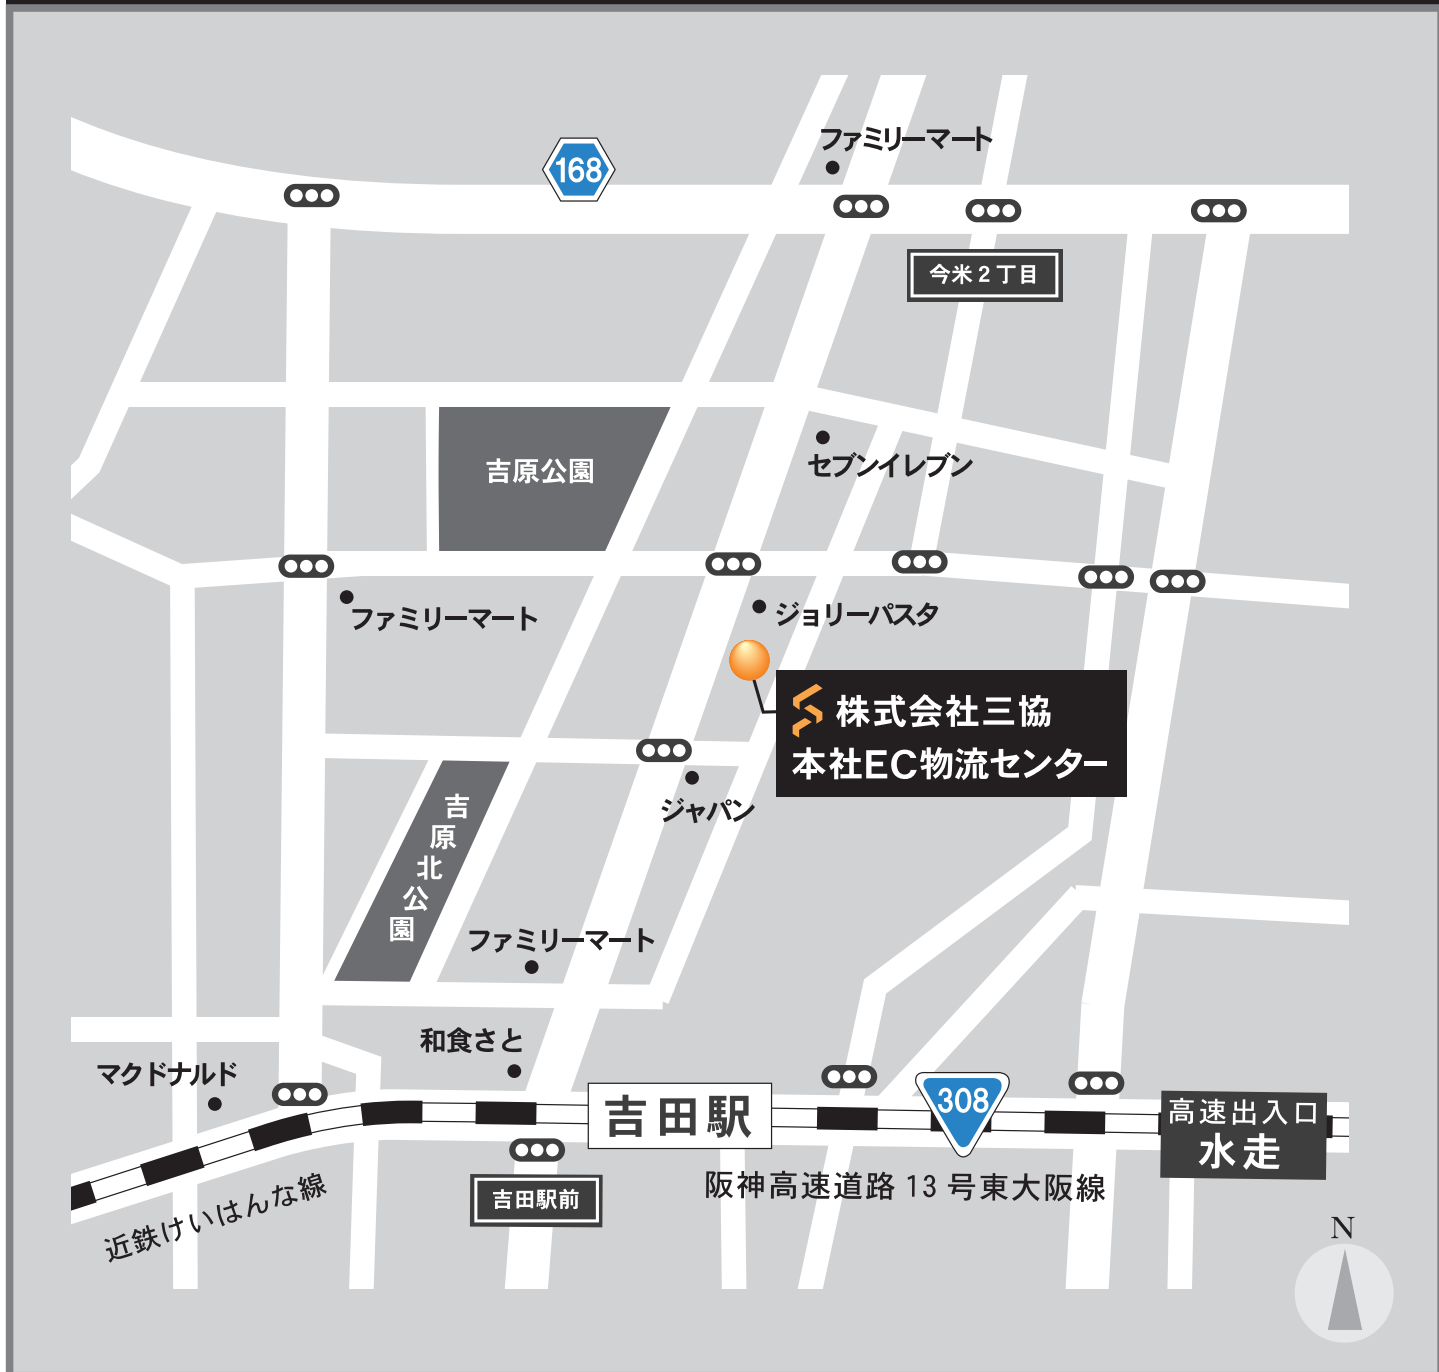 ファミリーマート
168
今米2丁目
セブンイレブン
吉原公園
ファミリーマート
ジョリーパスタ
株式会社三協
本社EC物流センター
ジャパン
吉原北公園
ファミリーマート
和食さと
マクドナルド
吉田駅
308
高速出入口
水走
吉田駅前
阪神高速道路 13 号東大阪線
近鉄けいはんな線
N